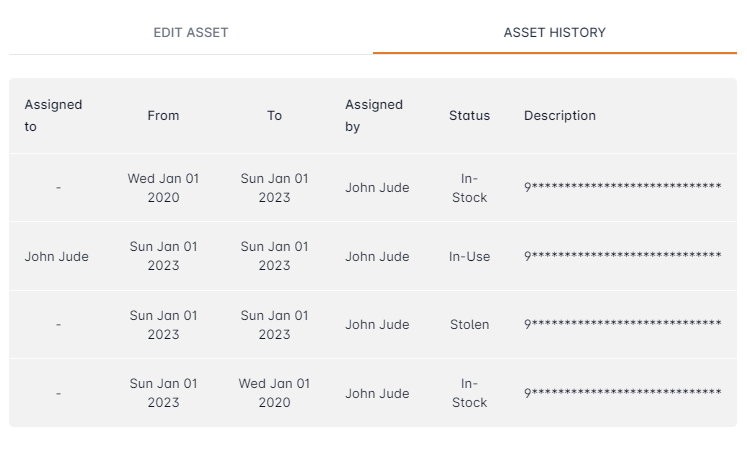 EDIT ASSET
ASSET HISTORY
Assigned to
From
To
Assigned by
Status
Description
-
Wed Jan 01 2020
Sun Jan 01 2023
John Jude
In-Stock
9*****************************
John Jude
Sun Jan 01 2023
Sun Jan 01 2023
John Jude
In-Use
9*****************************
-
Sun Jan 01 2023
Sun Jan 01 2023
John Jude
Stolen
9*****************************
-
Sun Jan 01 2023
Wed Jan 01 2020
John Jude
In-Stock
9*****************************